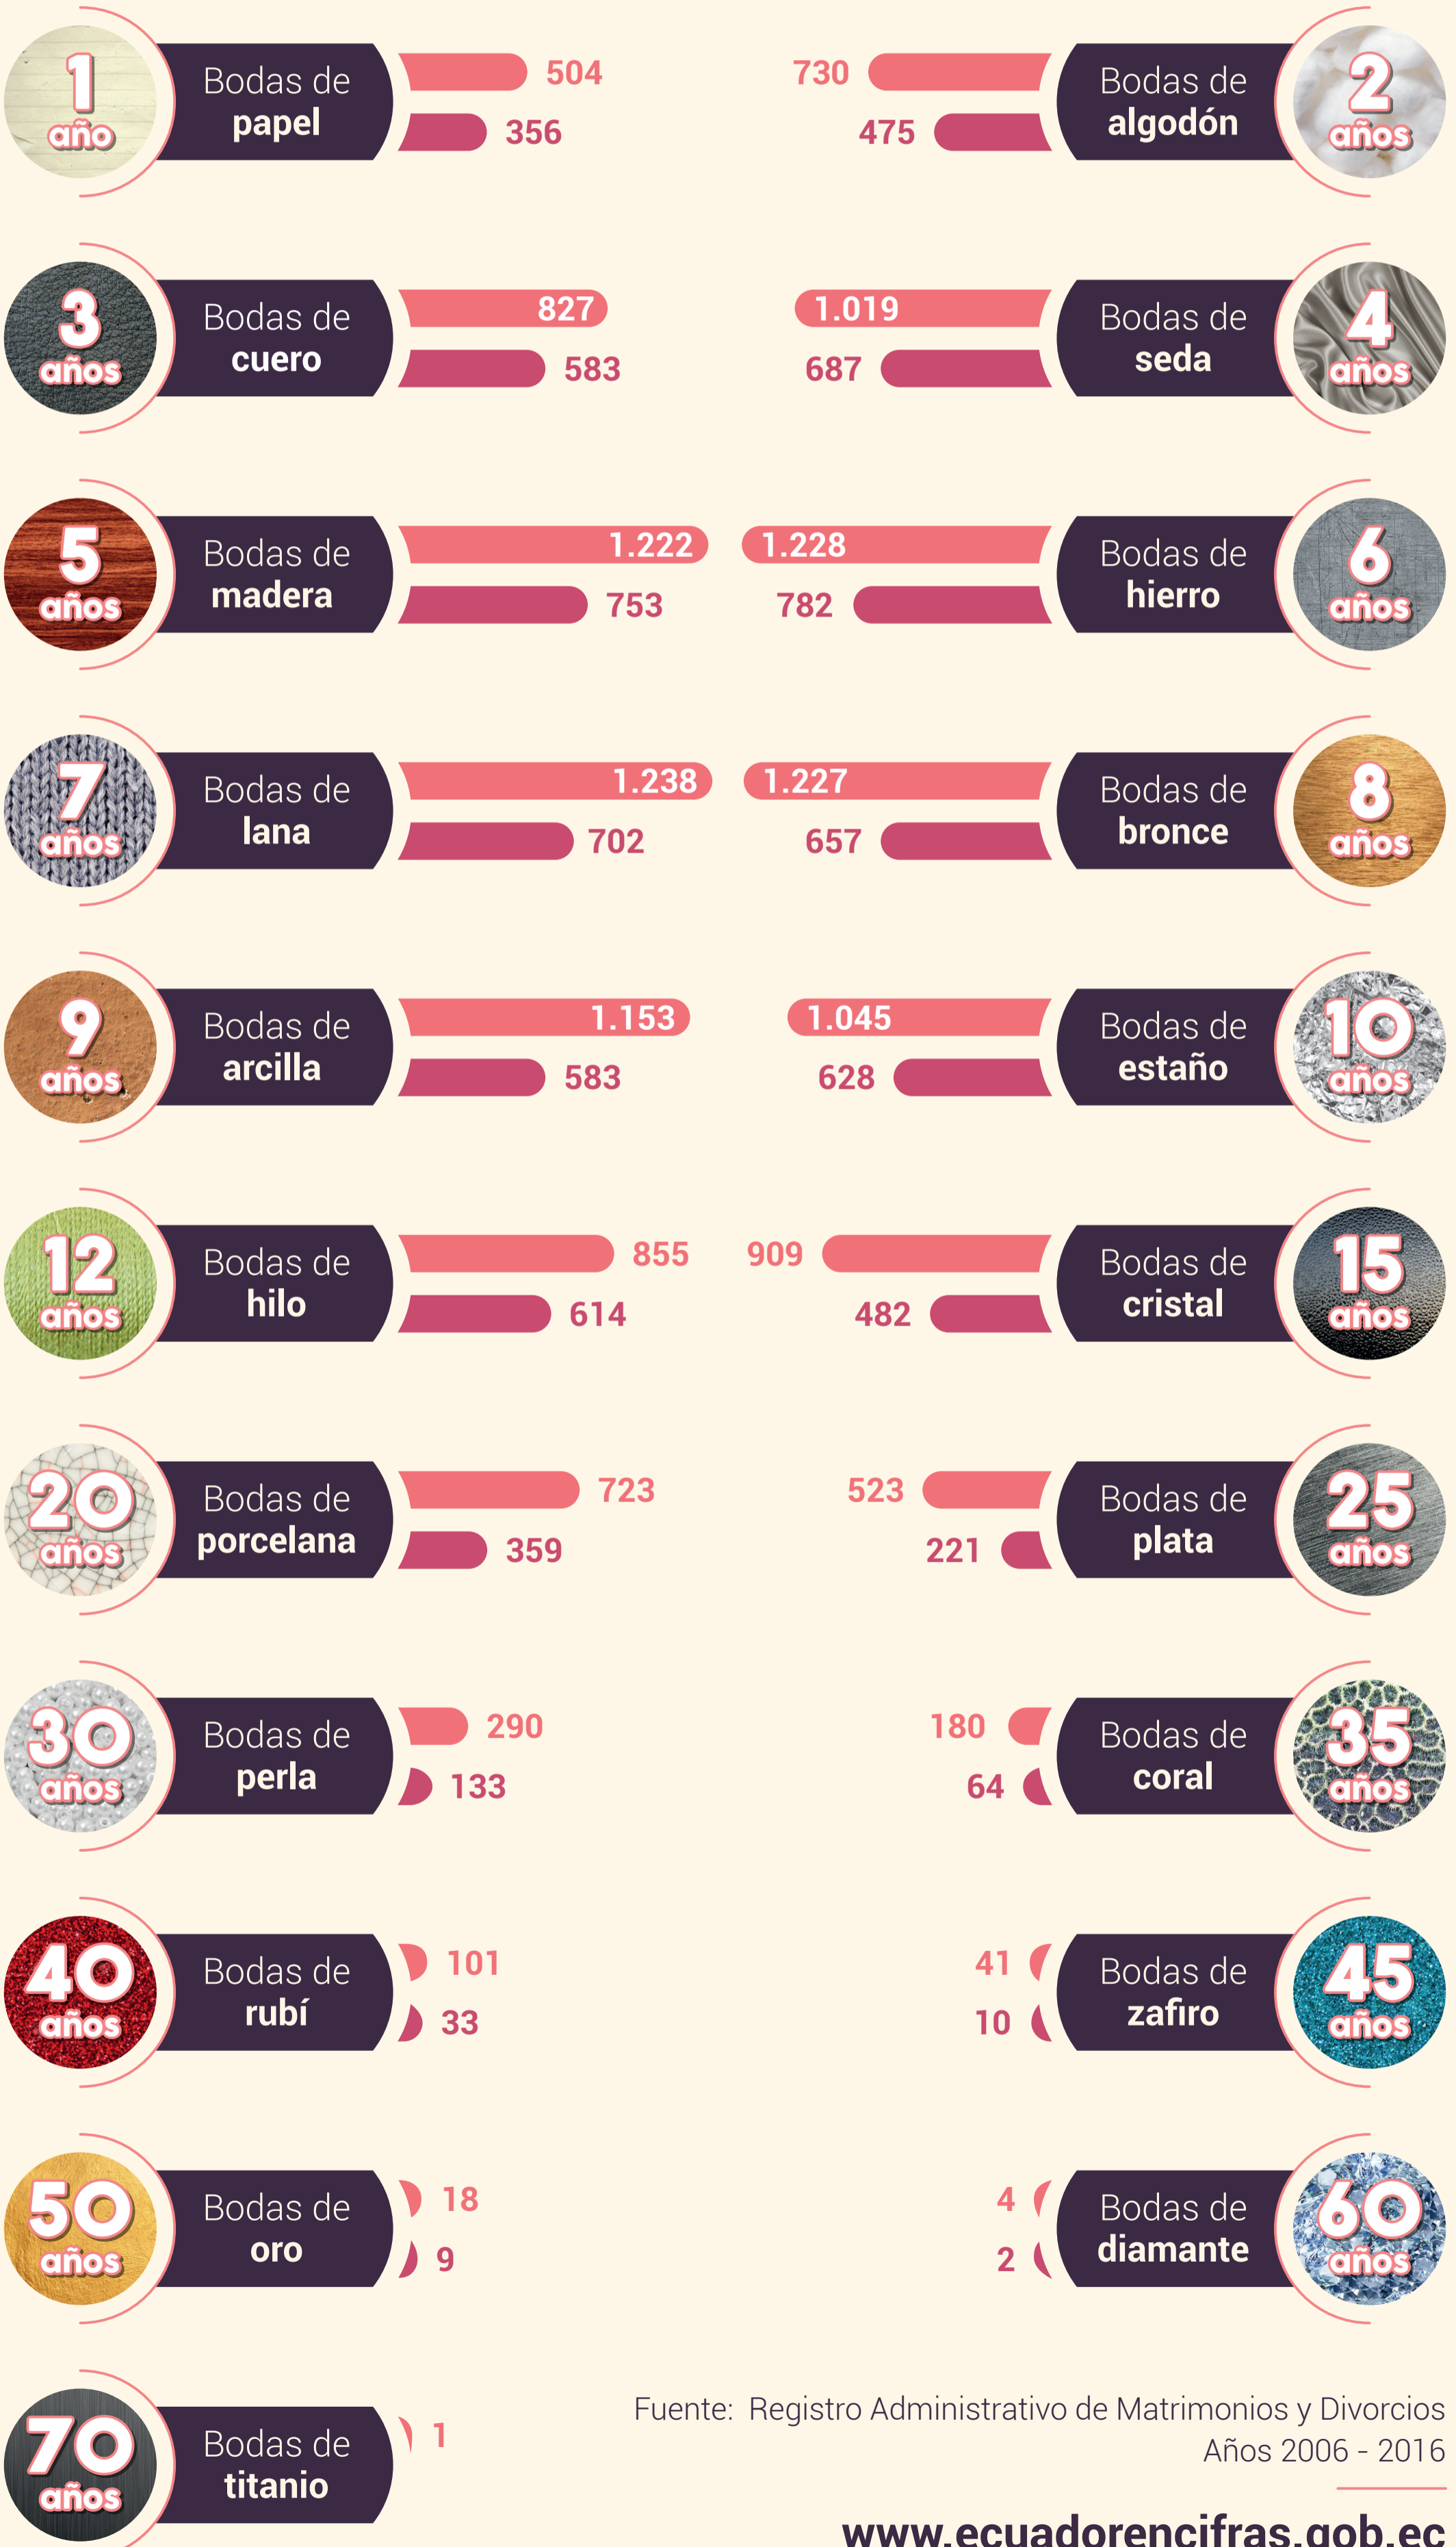 1
año
Bodas de
papel
504
356
730
475
Bodas de
algodón
2
años
3
años
Bodas de
cuero
827
583
1.019
687
Bodas de
seda
4
años
5
años
Bodas de
madera
1.222
753
1.228
782
Bodas de
hierro
6
años
7
años
Bodas de
lana
1.238
702
1.227
657
Bodas de
bronce
8
años
9
años
Bodas de
arcilla
1.153
583
1.045
628
Bodas de
estaño
10
años
12
años
Bodas de
hilo
855
614
909
482
Bodas de
cristal
15
años
20
años
Bodas de
porcelana
723
359
523
221
Bodas de
plata
25
años
30
años
Bodas de
perla
290
133
180
64
Bodas de
coral
35
años
40
años
Bodas de
rubí
101
33
41
10
Bodas de
zafiro
45
años
50
años
Bodas de
oro
18
9
4
2
Bodas de
diamante
60
años
70
años
Bodas de
titanio
1
Fuente: Registro Administrativo de Matrimonios y Divorcios
Años 2006 - 2016
www.ecuadorencifras.gob.ec